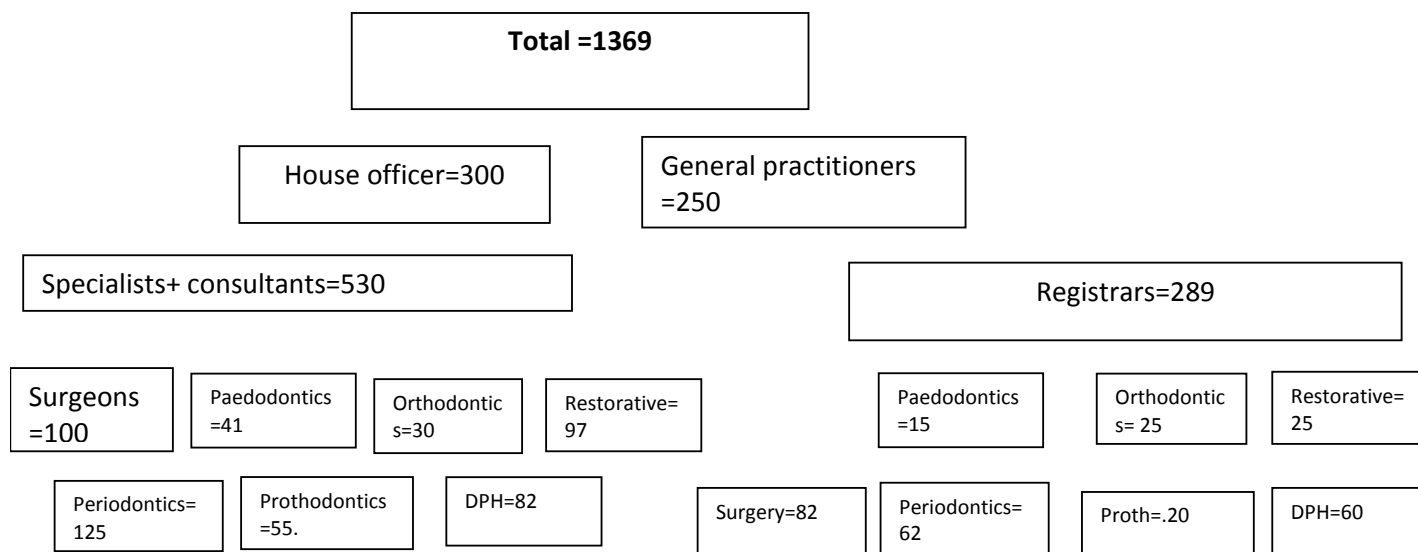 Total =1369
House officer=300
General practitioners
=250
Specialists+ consultants=530
Registrars=289
Surgeons
=100
Paedodontics
=41
Orthodontic
s=30
Restorative=
97
Paedodontics
=15
Orthodontic
s= 25
Restorative=
25
Periodontics=
125
Prothodontics
=55.
DPH=82
Surgery=82
Periodontics=
62
Proth=.20
DPH=60